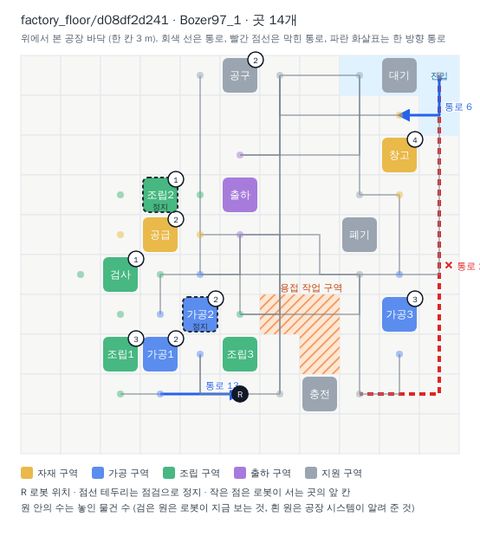 factory_floor/d08df2d241 · Bozer97_1 · 곳 14개
위에서 본 공장 바닥 (한 칸 3 m). 회색 선은 통로, 빨간 점선은 막힌 통로, 파란 화살표는 한 방향 통로
공구 2
대기
진입
통로 6
창고 4
조립2 1
정지
출하
공급 2
폐기
검사 1
✕ 통로
용접 작업 구역
가공2 2
정지
가공3 3
조립1 3
가공1 2
조립3
통로 13
R
충전
자재 구역 가공 구역 조립 구역 출하 구역 지원 구역
R 로봇 위치 · 점선 테두리는 점검으로 정지 · 작은 점은 로봇이 서는 곳의 앞 칸
원 안의 수는 놓인 물건 수 (검은 원은 로봇이 지금 보는 것, 흰 원은 공장 시스템이 알려 준 것)